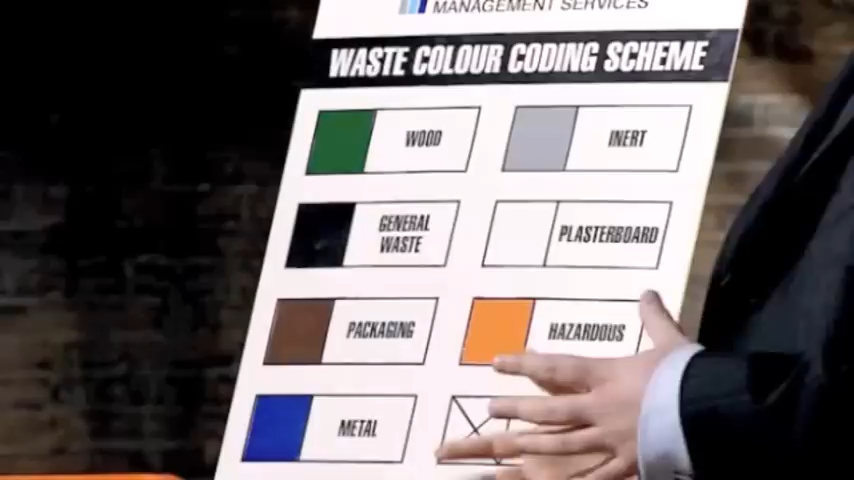 MANAGEMENT SERVICES
WASTE COLOUR CODING SCHEME
WOOD
INERT
GENERAL
WASTE
PLASTERBOARD
PACKAGING
HAZARDOUS
METAL